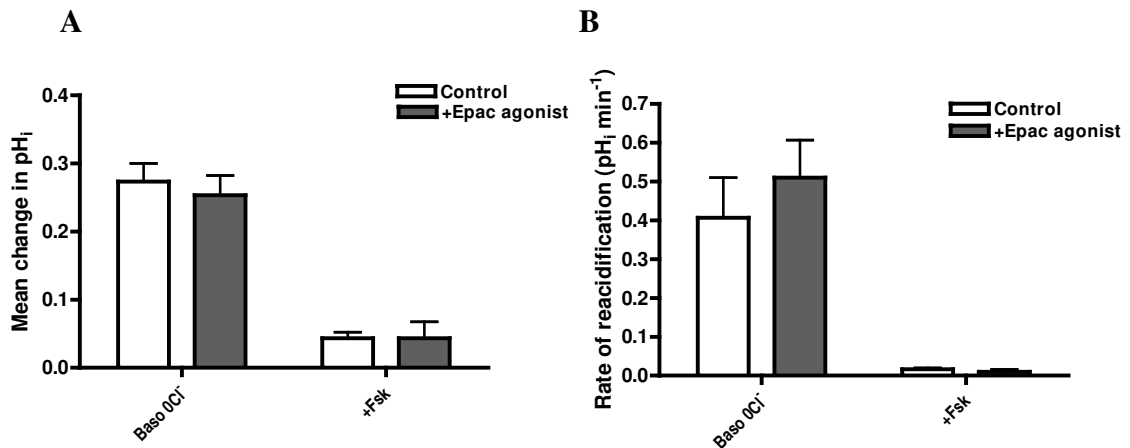 A
B
Control
+Epac agonist
Mean change in pHi
0.4
0.3
0.2
0.1
0.0
Baso 0Cl⁻
+Fsk
Control
+Epac agonist
Rate of reacidification (pHi min⁻¹)
0.7
0.6
0.5
0.4
0.3
0.2
0.1
0.0
Baso 0Cl⁻
+Fsk